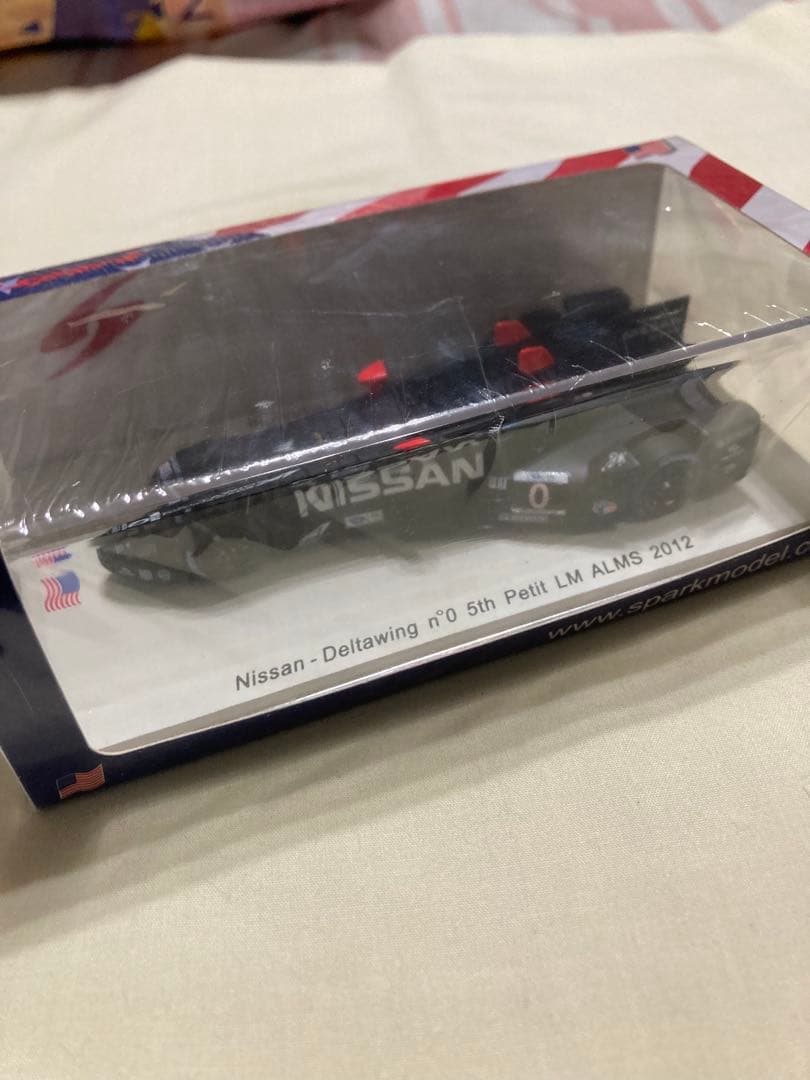 NISSAN
0
Nissan - Deltawing n°0 5th Petit LM ALMS 2012
www.sparkmodel.c